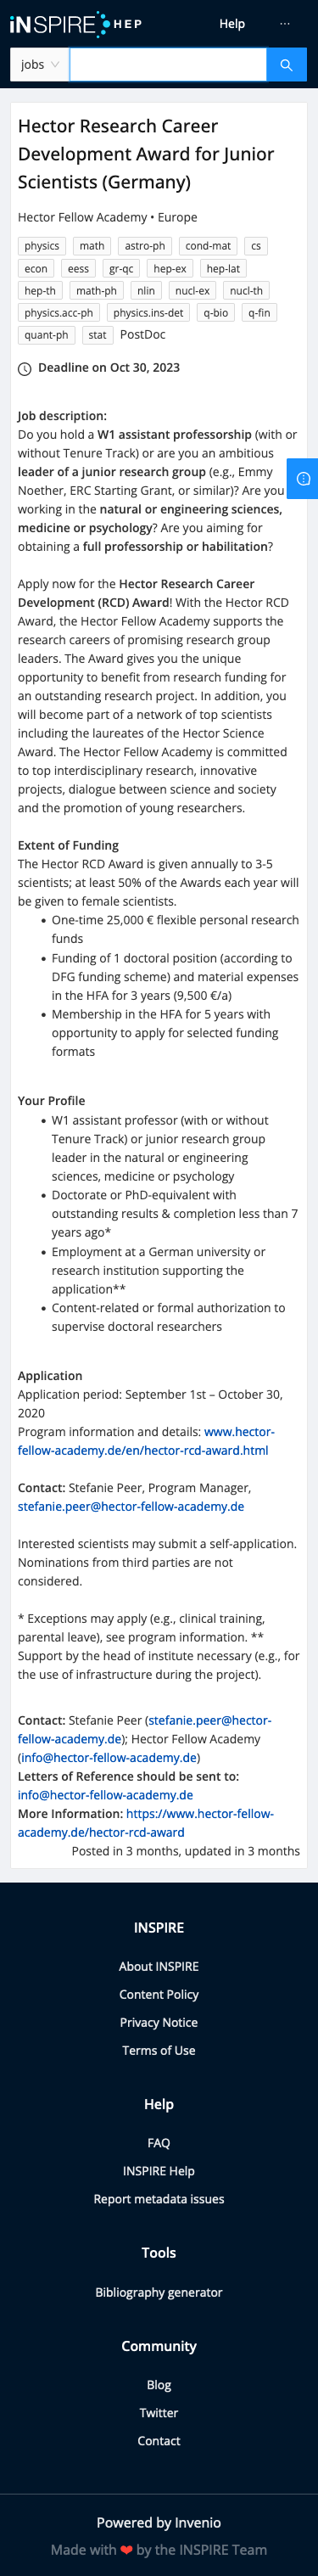 INSPIRE HEP
Help
···
jobs
Hector Research Career
Development Award for Junior
Scientists (Germany)
Hector Fellow Academy • Europe
physics math astro-ph cond-mat cs
econ eess gr-qc hep-ex hep-lat
hep-th math-ph nlin nucl-ex nucl-th
physics.acc-ph physics.ins-det q-bio q-fin
quant-ph stat PostDoc
Deadline on Oct 30, 2023
Job description:
Do you hold a W1 assistant professorship (with or
without Tenure Track) or are you an ambitious
leader of a junior research group (e.g., Emmy
Noether, ERC Starting Grant, or similar)? Are you
working in the natural or engineering sciences,
medicine or psychology? Are you aiming for
obtaining a full professorship or habilitation?
Apply now for the Hector Research Career
Development (RCD) Award! With the Hector RCD
Award, the Hector Fellow Academy supports the
research careers of promising research group
leaders. The Award gives you the unique
opportunity to benefit from research funding for
an outstanding research project. In addition, you
will become part of a network of top scientists
including the laureates of the Hector Science
Award. The Hector Fellow Academy is committed
to top interdisciplinary research, innovative
projects, dialogue between science and society
and the promotion of young researchers.
Extent of Funding
The Hector RCD Award is given annually to 3-5
scientists; at least 50% of the Awards each year will
be given to female scientists.
• One-time 25,000 € flexible personal research
funds
• Funding of 1 doctoral position (according to
DFG funding scheme) and material expenses
in the HFA for 3 years (9,500 €/a)
• Membership in the HFA for 5 years with
opportunity to apply for selected funding
formats
Your Profile
• W1 assistant professor (with or without
Tenure Track) or junior research group
leader in the natural or engineering
sciences, medicine or psychology
• Doctorate or PhD-equivalent with
outstanding results & completion less than 7
years ago*
• Employment at a German university or
research institution supporting the
application**
• Content-related or formal authorization to
supervise doctoral researchers
Application
Application period: September 1st – October 30,
2020
Program information and details: www.hector-
fellow-academy.de/en/hector-rcd-award.html
Contact: Stefanie Peer, Program Manager,
stefanie.peer@hector-fellow-academy.de
Interested scientists may submit a self-application.
Nominations from third parties are not
considered.
* Exceptions may apply (e.g., clinical training,
parental leave), see program information. **
Support by the head of institute necessary (e.g., for
the use of infrastructure during the project).
Contact: Stefanie Peer (stefanie.peer@hector-
fellow-academy.de); Hector Fellow Academy
(info@hector-fellow-academy.de)
Letters of Reference should be sent to:
info@hector-fellow-academy.de
More Information: https://www.hector-fellow-
academy.de/hector-rcd-award
Posted in 3 months, updated in 3 months
INSPIRE
About INSPIRE
Content Policy
Privacy Notice
Terms of Use
Help
FAQ
INSPIRE Help
Report metadata issues
Tools
Bibliography generator
Community
Blog
Twitter
Contact
Powered by Invenio
Made with ❤ by the INSPIRE Team